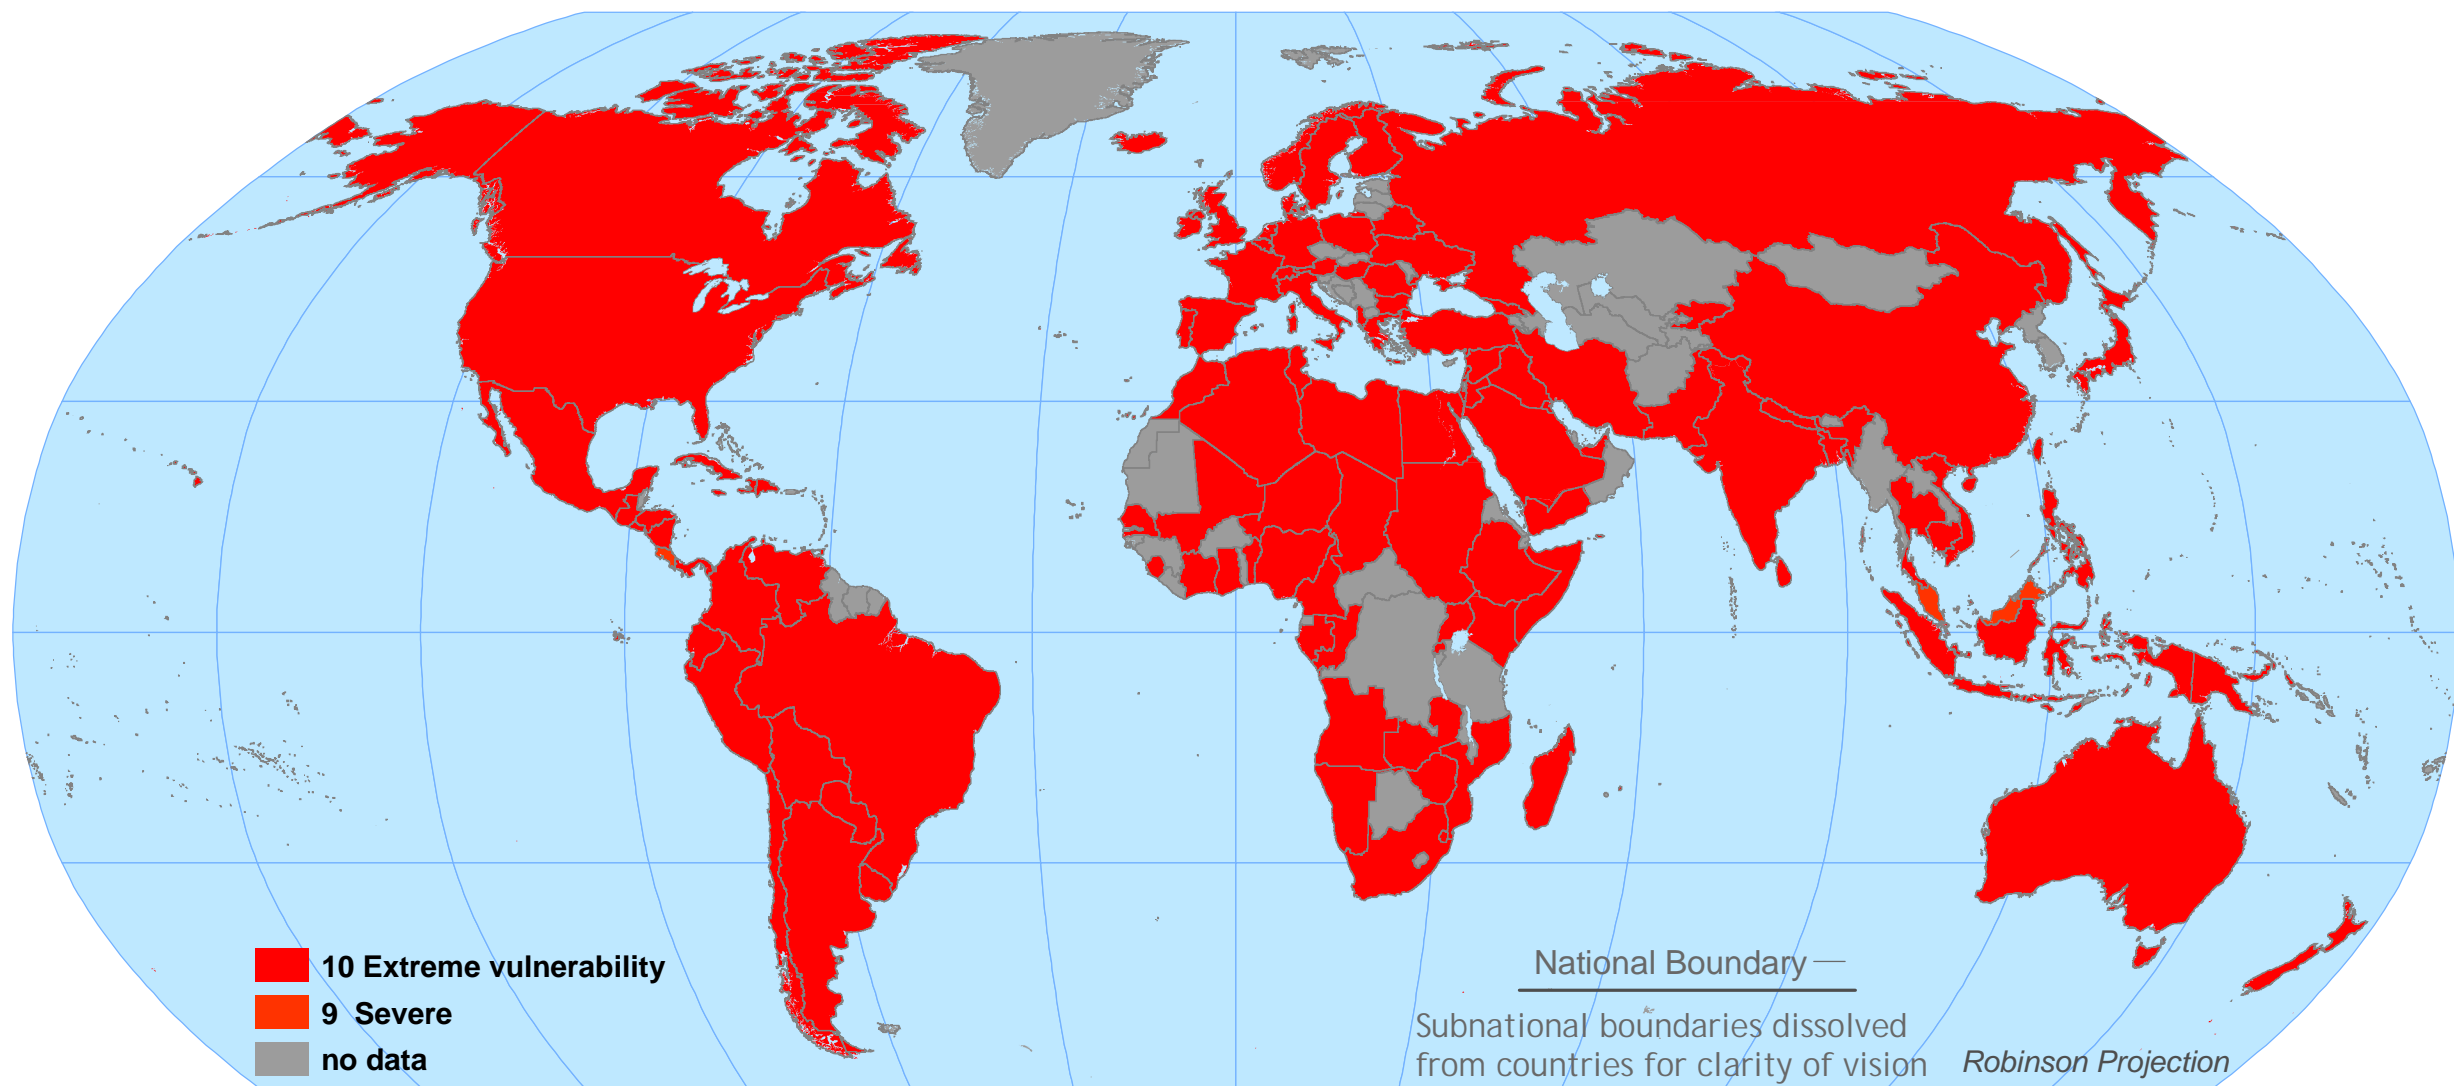 10 Extreme vulnerability
9 Severe
no data
National Boundary
Subnational boundaries dissolved
from countries for clarity of vision
Robinson Projection